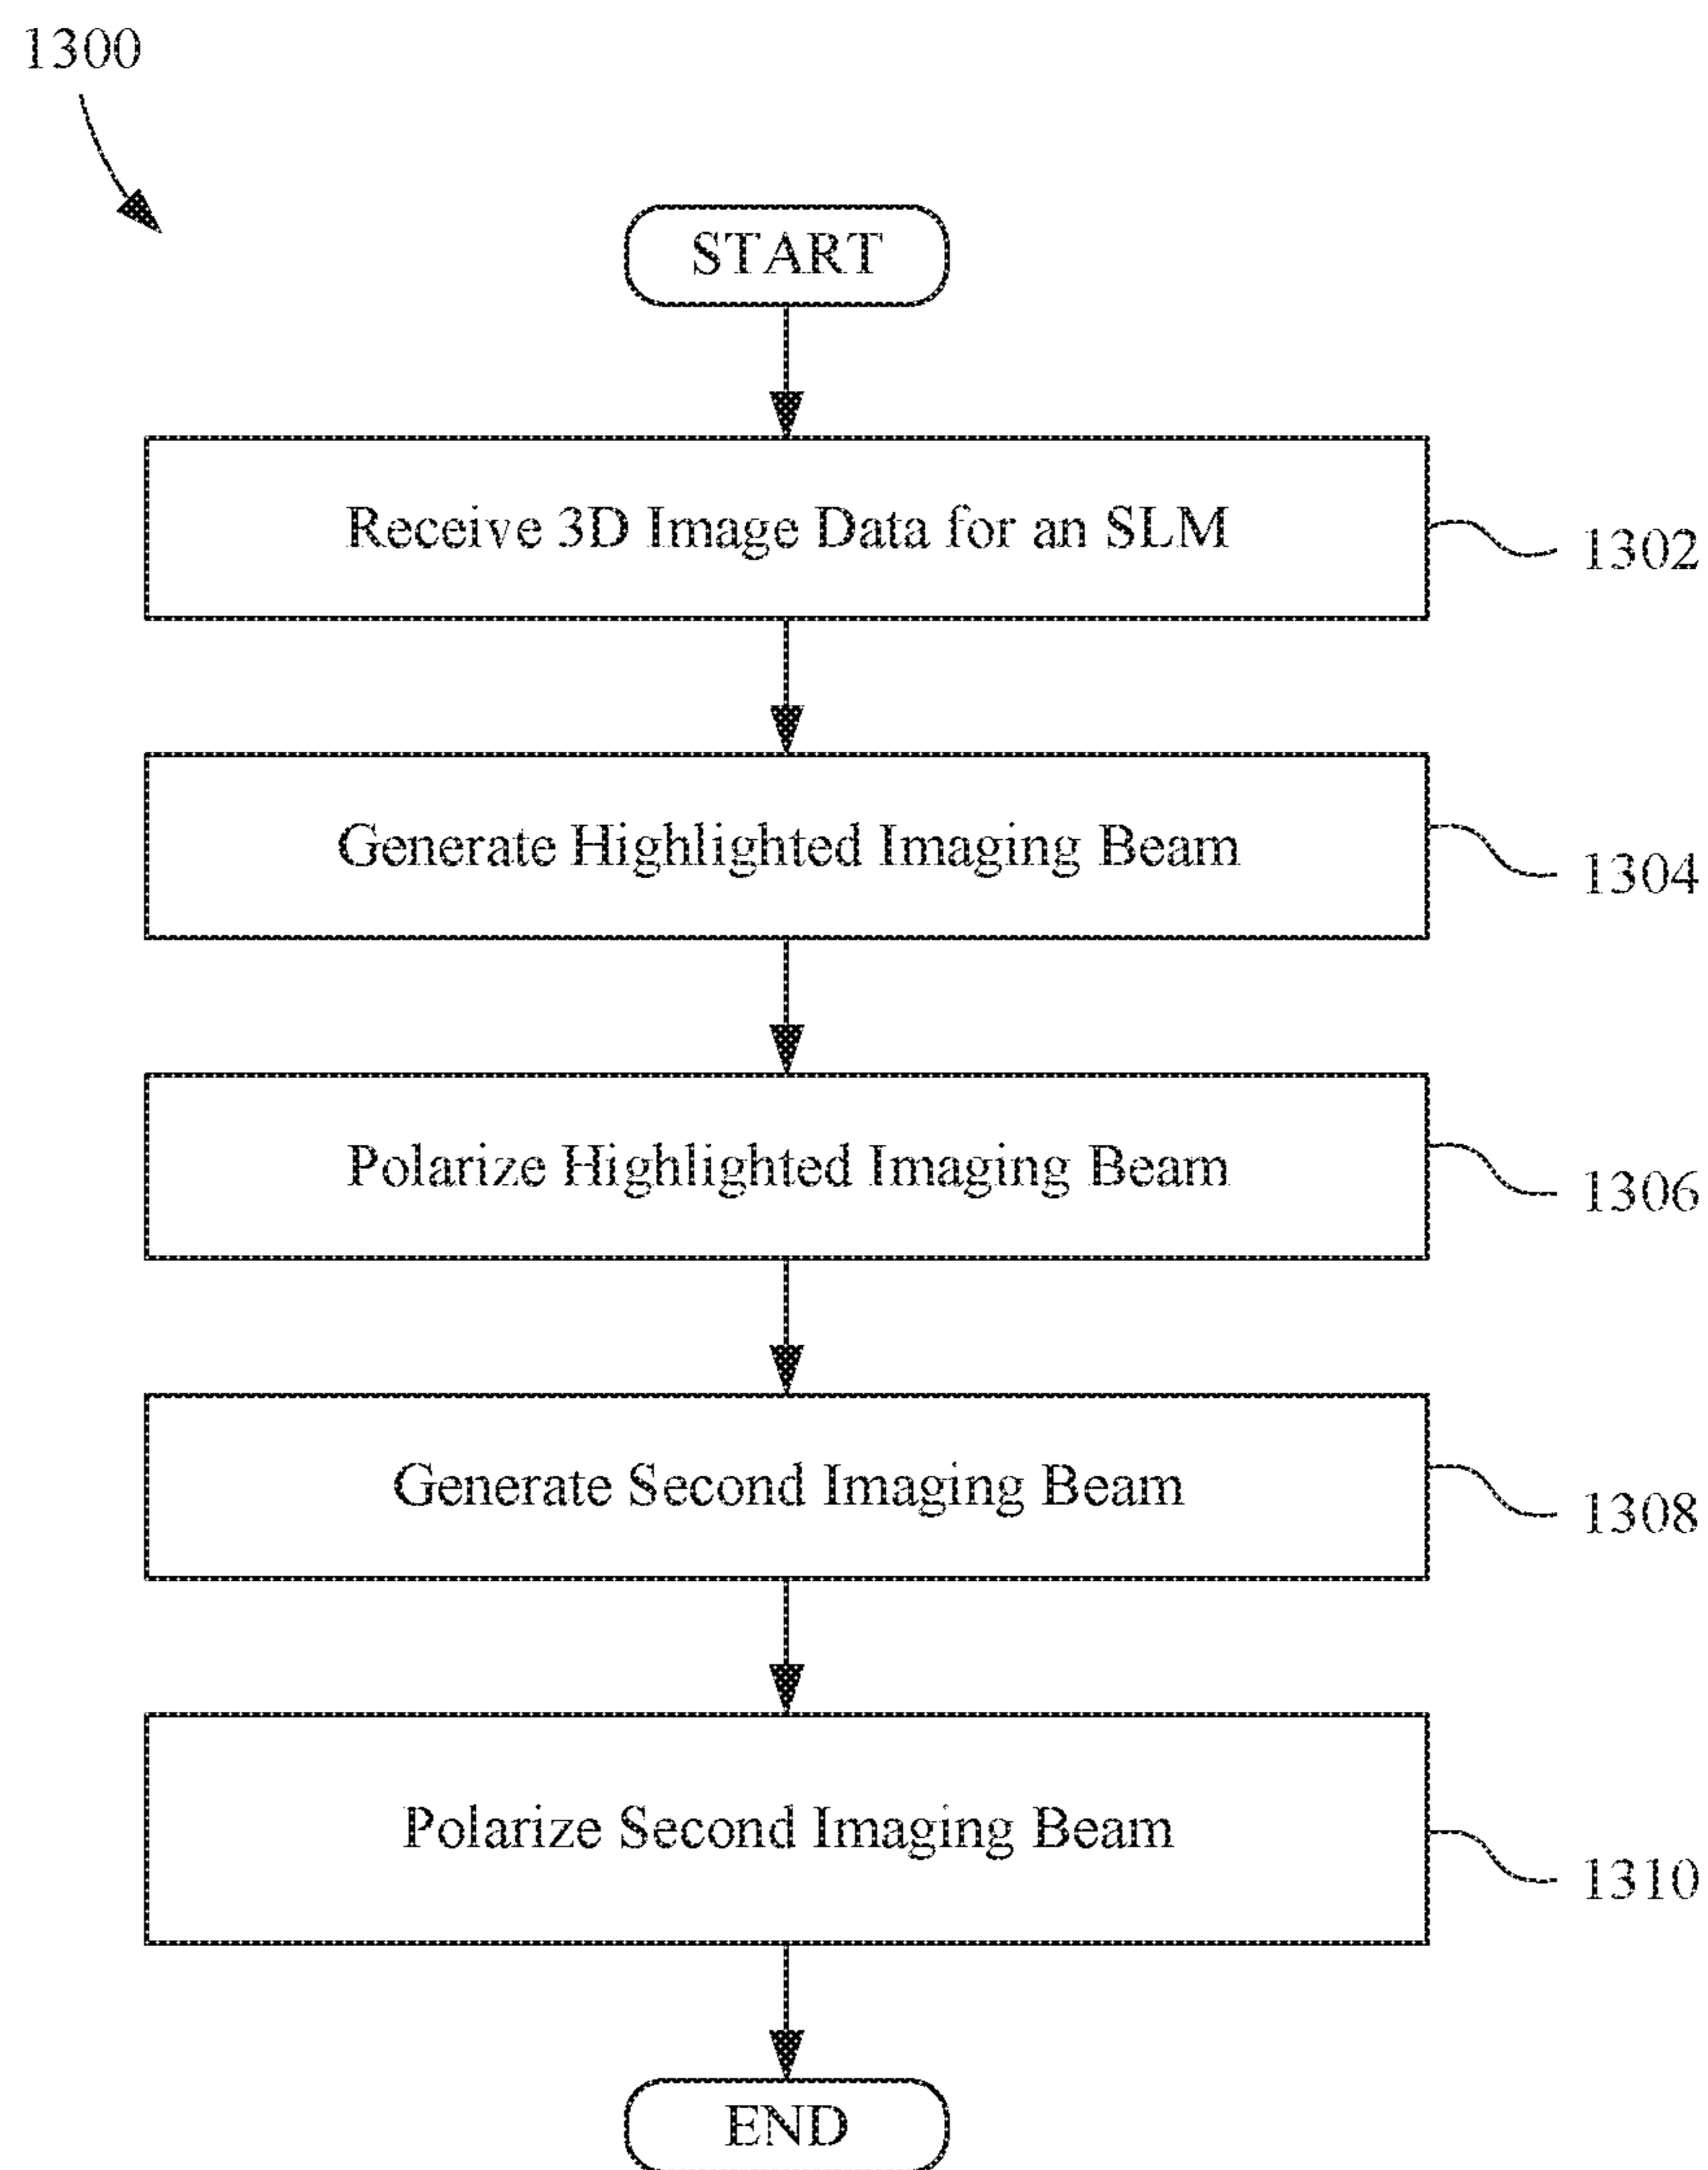 1300
START
Receive 3D Image Data for an SLM
1302
Generate Highlighted Imaging Beam
1304
Polarize Highlighted Imaging Beam
1306
Generate Second Imaging Beam
1308
Polarize Second Imaging Beam
1310
END